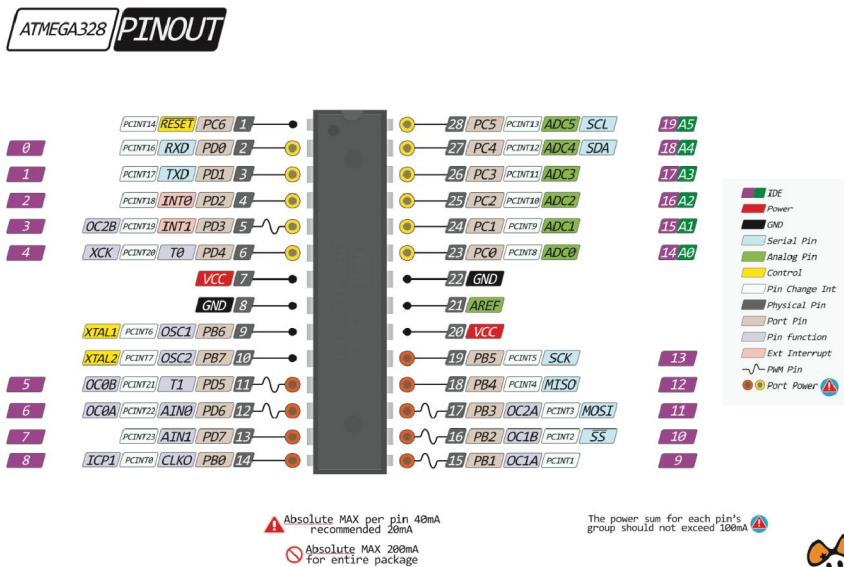 ATMEGA328 PINOUT
PCINT14 RESET PC6 1
28 PC5 PCINT13 ADC5 SCL 19 A5
0 PCINT16 RXD PD0 2
27 PC4 PCINT12 ADC4 SDA 18 A4
1 PCINT17 TXD PD1 3
26 PC3 PCINT11 ADC3 17 A3
2 PCINT18 INT0 PD2 4
25 PC2 PCINT10 ADC2 16 A2
3 OC2B PCINT19 INT1 PD3 5
24 PC1 PCINT9 ADC1 15 A1
4 XCK PCINT20 T0 PD4 6
23 PC0 PCINT8 ADC0 14 A0
VCC 7
22 GND
GND 8
21 AREF
XTAL1 PCINT6 OSC1 PB6 9
20 VCC
XTAL2 PCINT7 OSC2 PB7 10
19 PB5 PCINT5 SCK 13
5 OC0B PCINT21 T1 PD5 11
18 PB4 PCINT4 MISO 12
6 OC0A PCINT22 AIN0 PD6 12
17 PB3 OC2A PCINT3 MOSI 11
7 PCINT23 AIN1 PD7 13
16 PB2 OC1B PCINT2 SS 10
8 ICP1 PCINT0 CLKO PB0 14
15 PB1 OC1A PCINT1 9
IDE
Power
GND
Serial Pin
Analog Pin
Control
Pin Change Int
Physical Pin
Port Pin
Pin function
Ext Interrupt
PWM Pin
Port Power
Absolute MAX per pin 40mA
recommended 20mA
Absolute MAX 200mA
for entire package
The power sum for each pin's
group should not exceed 100mA